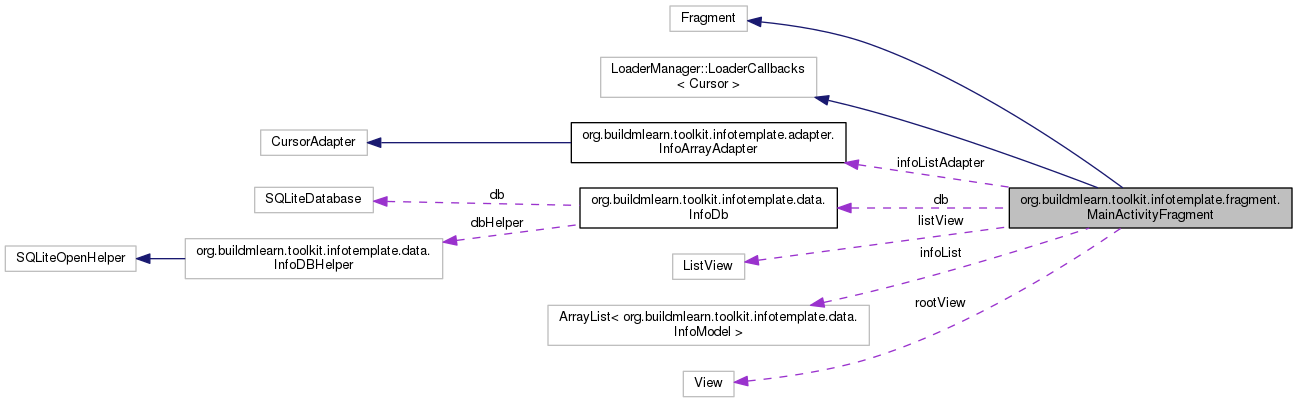 Fragment
LoaderManager::LoaderCallbacks
< Cursor >
CursorAdapter
org.buildmlearn.toolkit.infotemplate.adapter.
InfoArrayAdapter
infoListAdapter
SQLiteDatabase
db
org.buildmlearn.toolkit.infotemplate.data.
InfoDb
db
org.buildmlearn.toolkit.infotemplate.fragment.
MainActivityFragment
dbHelper
listView
SQLiteOpenHelper
org.buildmlearn.toolkit.infotemplate.data.
InfoDBHelper
ListView
infoList
ArrayList< org.buildmlearn.toolkit.infotemplate.data.
InfoModel >
rootView
View